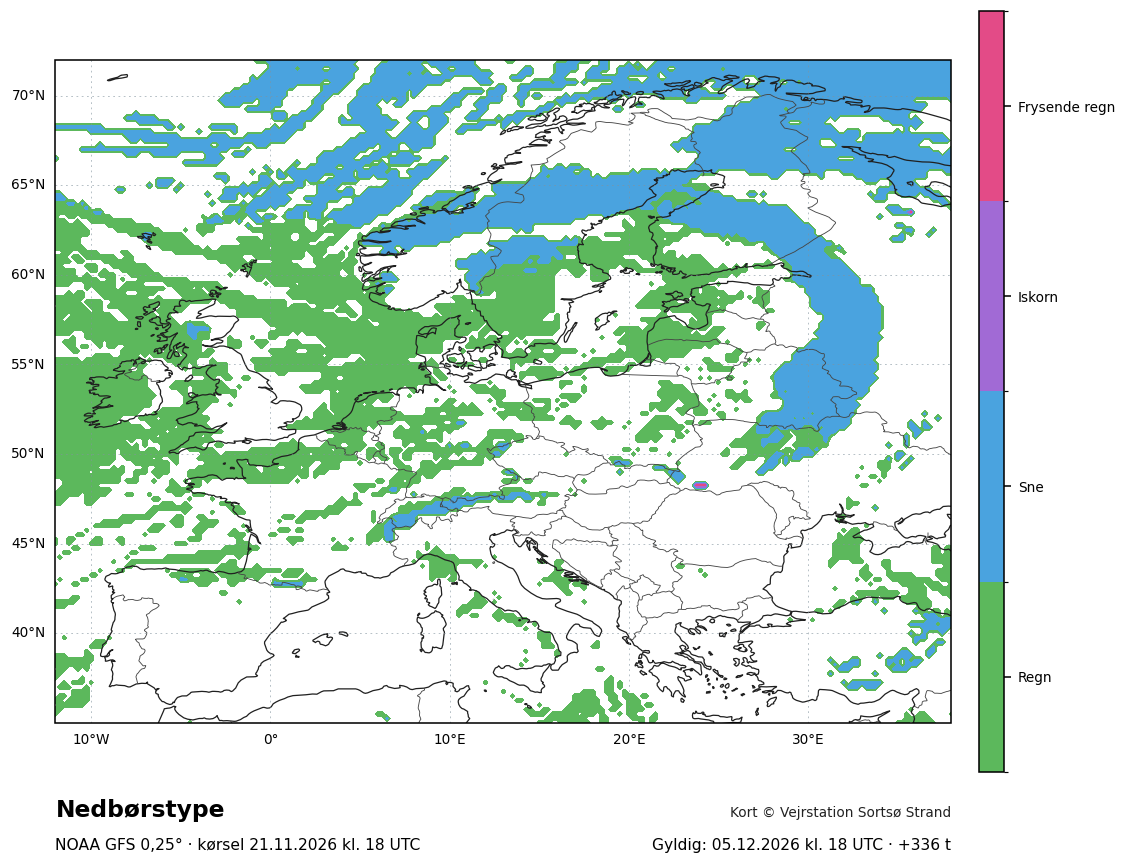 70°N
65°N
60°N
55°N
50°N
45°N
40°N
10°W
0°
10°E
20°E
30°E
Frysende regn
Iskorn
Sne
Regn
Nedbørstype
Kort © Vejrstation Sortsø Strand
NOAA GFS 0,25° · kørsel 21.11.2026 kl. 18 UTC
Gyldig: 05.12.2026 kl. 18 UTC · +336 t